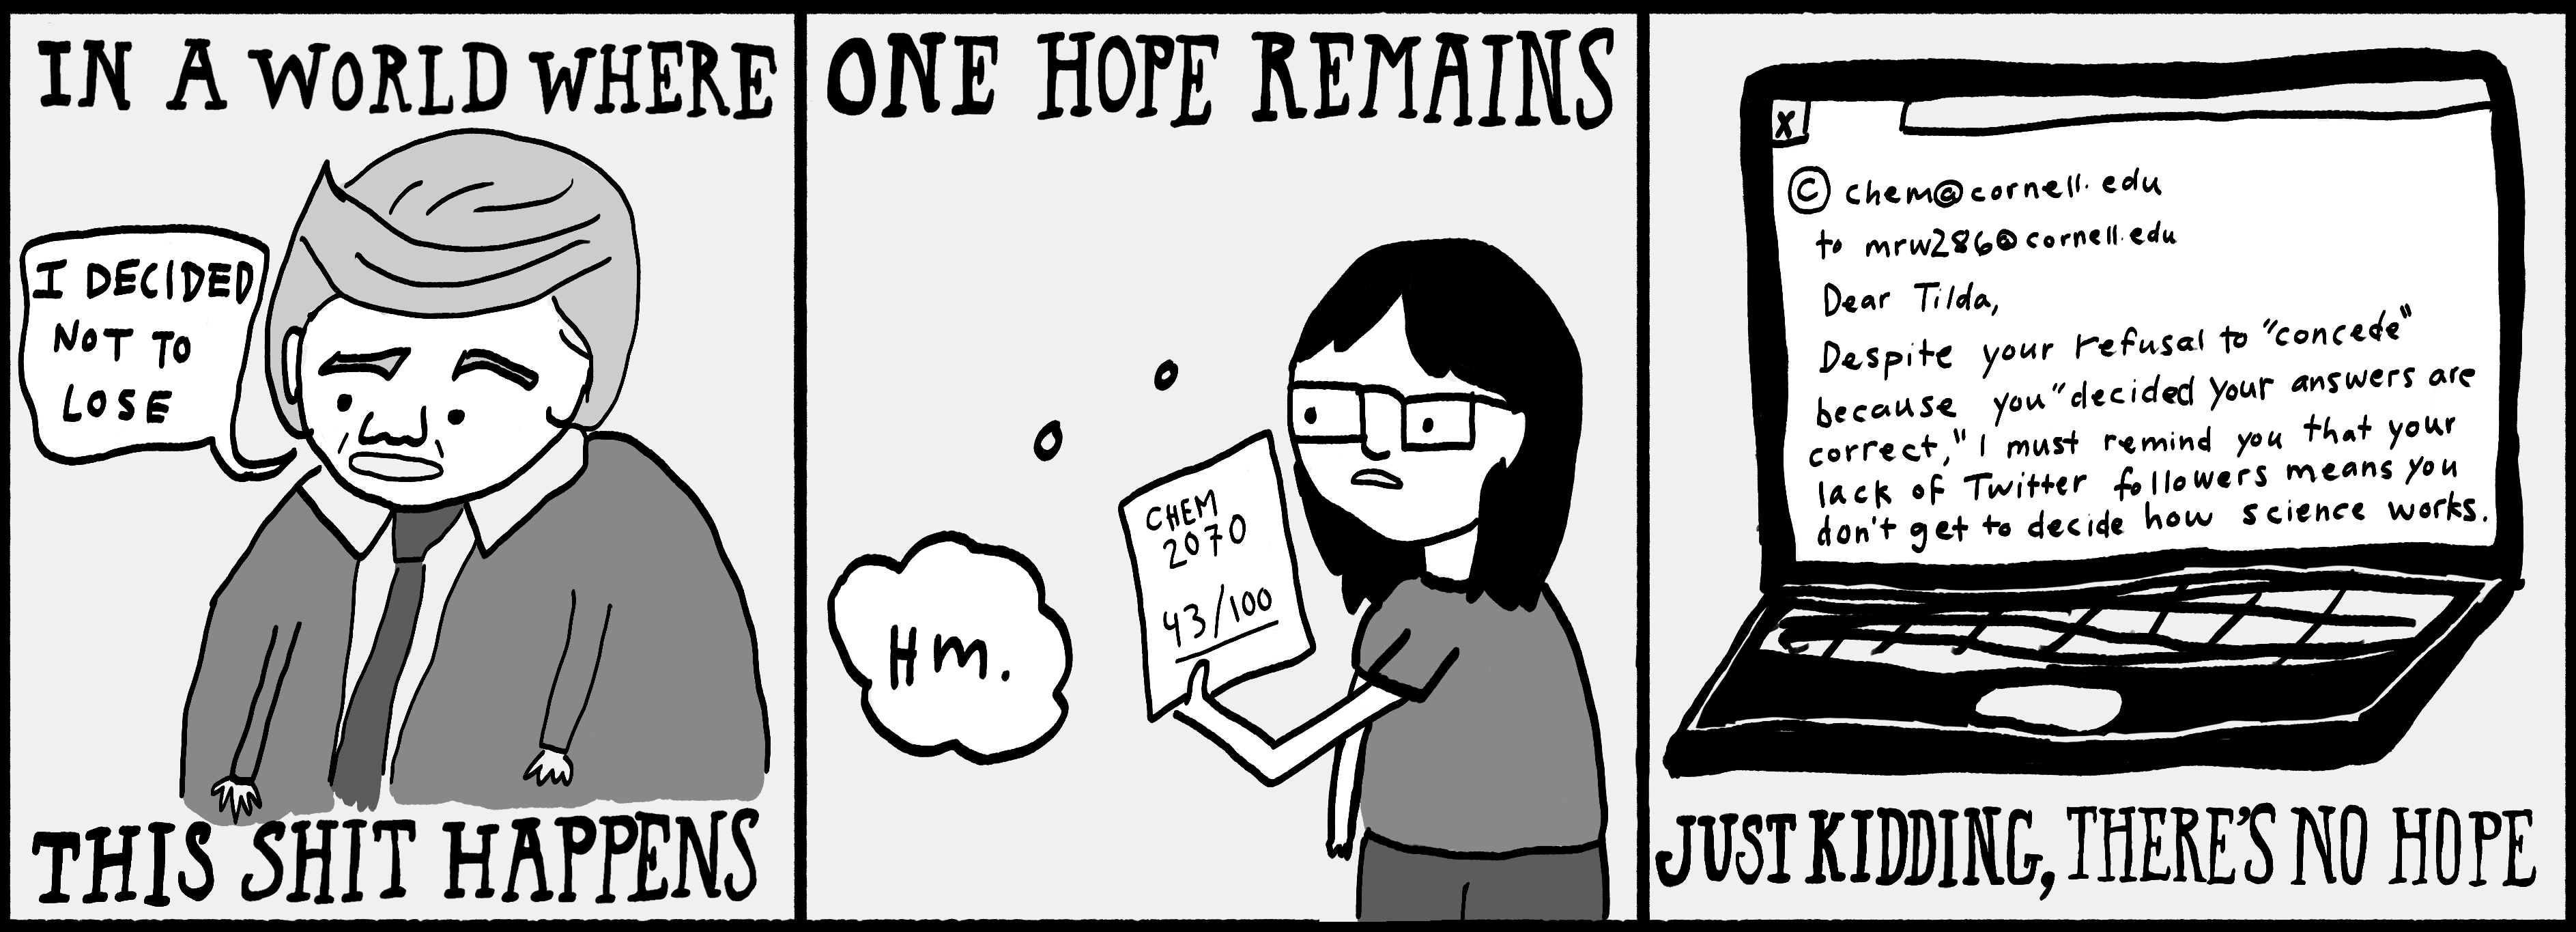 IN A WORLD WHERE
I DECIDED
NOT TO
LOSE
THIS SHIT HAPPENS
ONE HOPE REMAINS
CHEM
2070
43/100
Hm.
X
© chem@cornell.edu
to mrw286@cornell.edu
Dear Tilda,
Despite your refusal to "concede"
because you "decided your answers are
correct," I must remind you that your
lack of Twitter followers means you
don't get to decide how science works.
JUST KIDDING, THERE'S NO HOPE